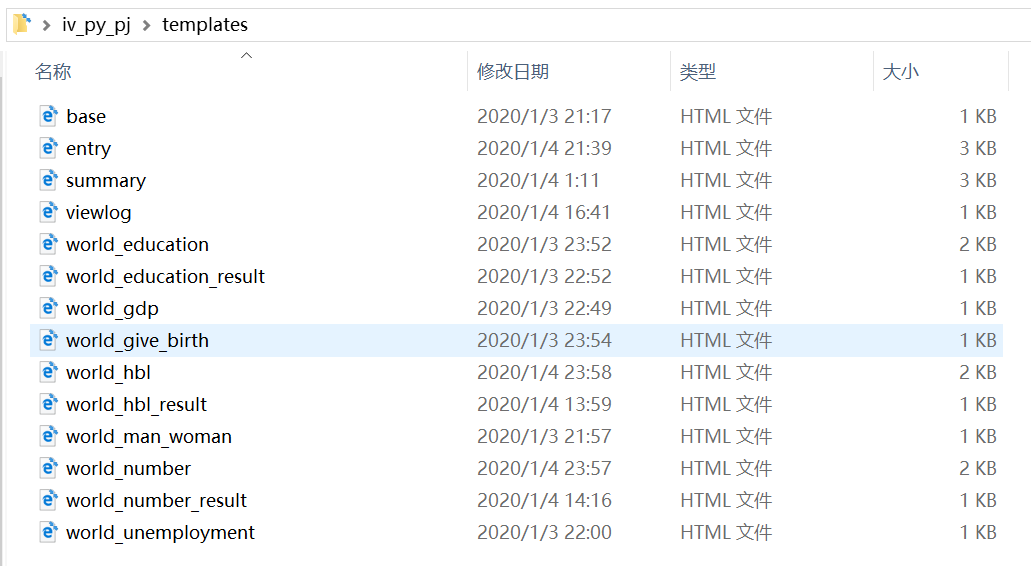 iv_py_pj > templates
名称 修改日期 类型 大小
base 2020/1/3 21:17 HTML 文件 1 KB
entry 2020/1/4 21:39 HTML 文件 3 KB
summary 2020/1/4 1:11 HTML 文件 3 KB
viewlog 2020/1/4 16:41 HTML 文件 1 KB
world_education 2020/1/3 23:52 HTML 文件 2 KB
world_education_result 2020/1/3 22:52 HTML 文件 1 KB
world_gdp 2020/1/3 22:49 HTML 文件 1 KB
world_give_birth 2020/1/3 23:54 HTML 文件 1 KB
world_hbl 2020/1/4 23:58 HTML 文件 2 KB
world_hbl_result 2020/1/4 13:59 HTML 文件 1 KB
world_man_woman 2020/1/3 21:57 HTML 文件 1 KB
world_number 2020/1/4 23:57 HTML 文件 2 KB
world_number_result 2020/1/4 14:16 HTML 文件 1 KB
world_unemployment 2020/1/3 22:00 HTML 文件 1 KB